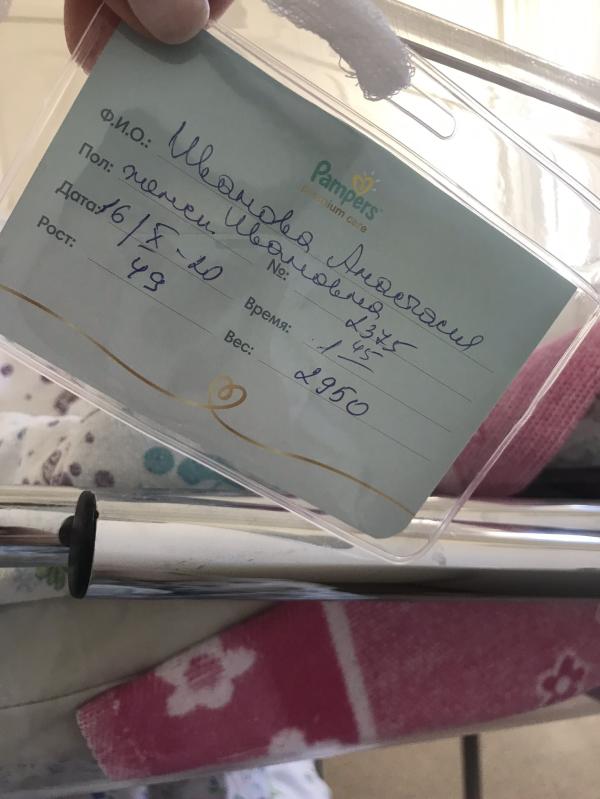 Pampers
premium care
Ф.И.О.: Иванова Анастасия
Ивановна
Пол: женск
№: 2375
Дата: 16/X-20
Время: 1 45
Рост: 49
Вес: 2950